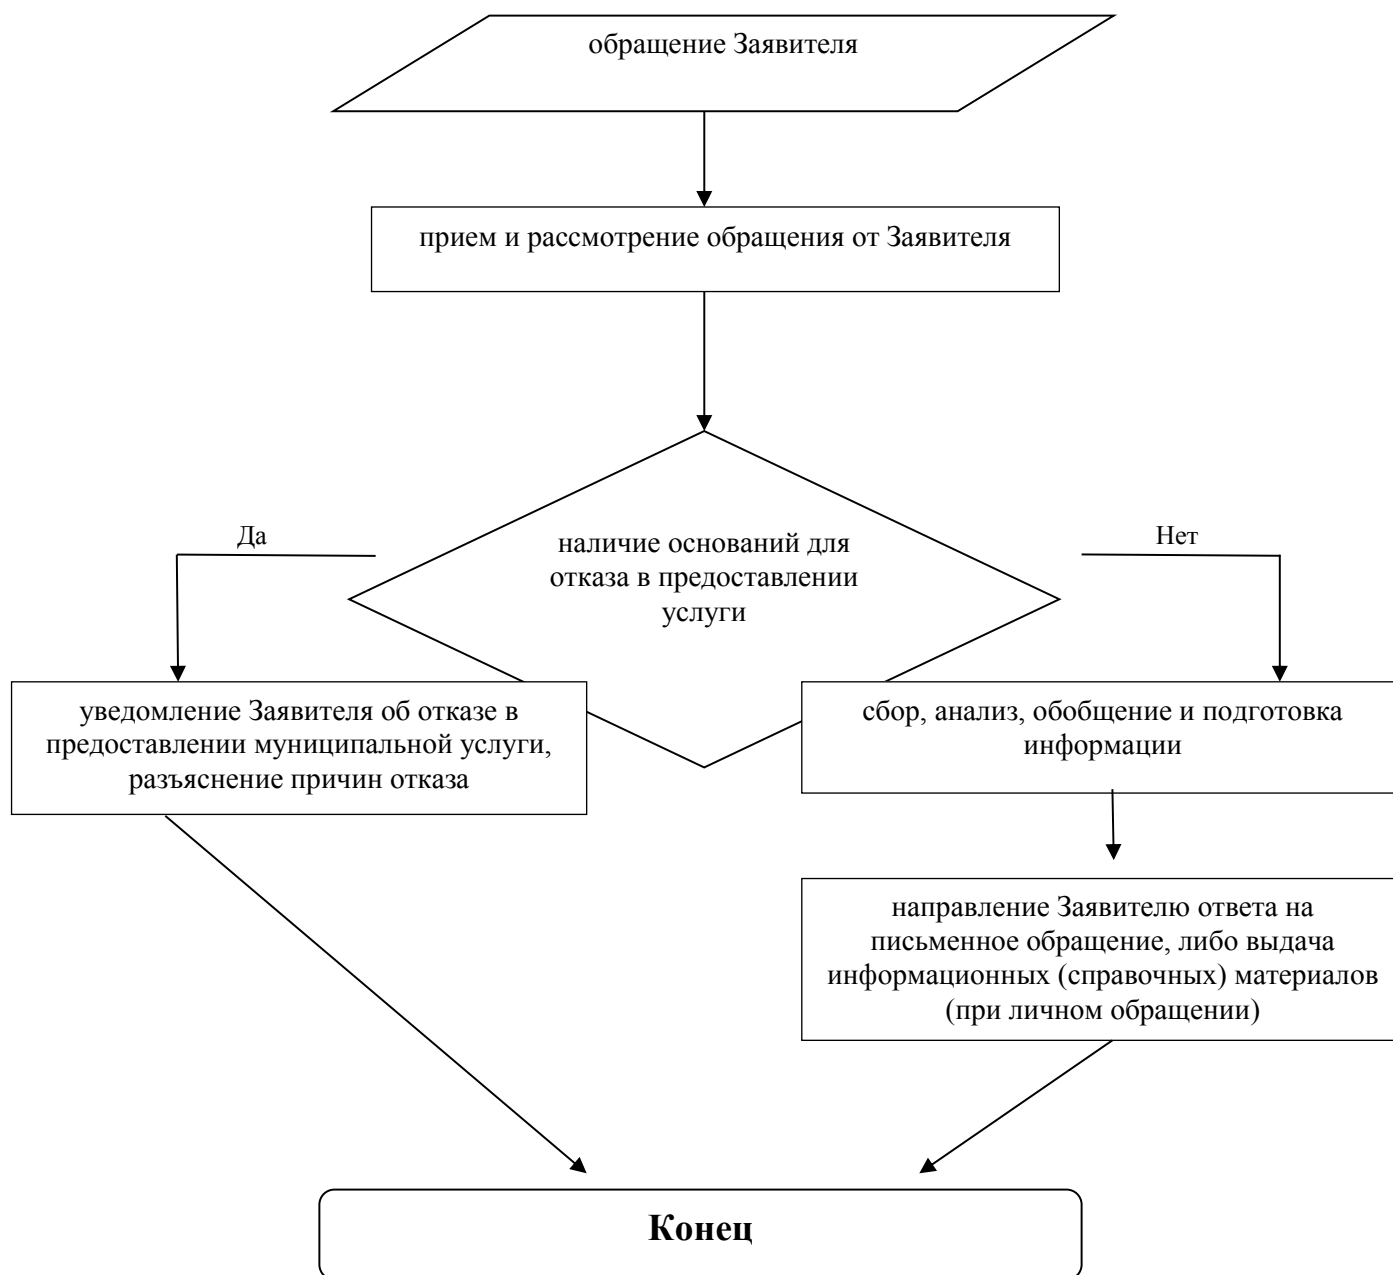 обращение Заявителя
прием и рассмотрение обращения от Заявителя
Да
Нет
наличие оснований для
отказа в предоставлении
услуги
уведомление Заявителя об отказе в
предоставлении муниципальной услуги,
разъяснение причин отказа
сбор, анализ, обобщение и подготовка
информации
направление Заявителю ответа на
письменное обращение, либо выдача
информационных (справочных) материалов
(при личном обращении)
Конец